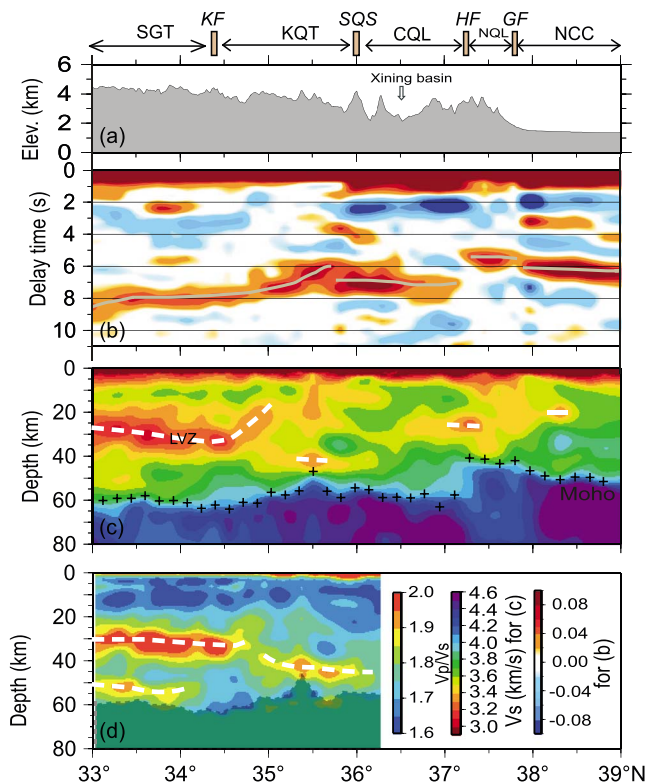 KF SQS HF GF
SGT KQT CQL NQL NCC
6
4
2
0
Elev. (km)
Xining basin
(a)
0
2
4
6
8
10
Delay time (s)
(b)
0
20
40
60
80
Depth (km)
LVZ
Moho
(c)
0
20
40
60
80
Depth (km)
(d)
2.0
1.9
1.8
1.7
1.6
Vp/Vs
4.6
4.4
4.2
4.0
3.8
3.6
3.4
3.2
3.0
Vs (km/s) for (c)
0.08
0.04
0.00
-0.04
-0.08
for (b)
33 34 35 36 37 38 39N